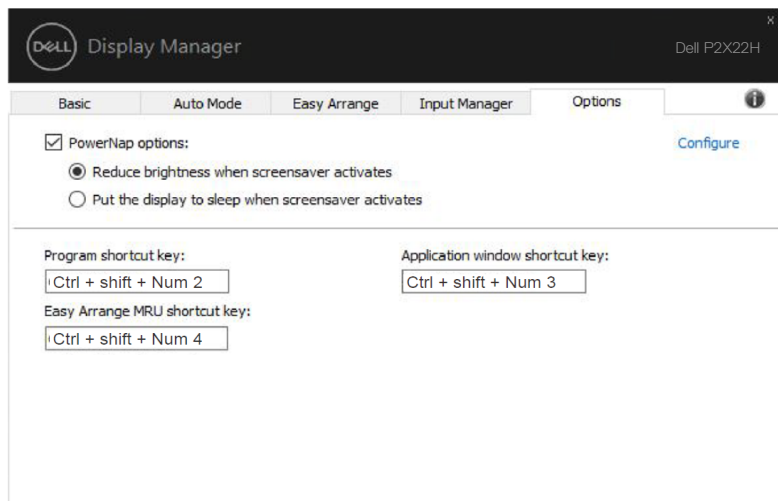 x
DELL Display Manager
Dell P2X22H
Basic Auto Mode Easy Arrange Input Manager Options
PowerNap options: Configure
Reduce brightness when screensaver activates
Put the display to sleep when screensaver activates
Program shortcut key: Application window shortcut key:
Ctrl + shift + Num 2 Ctrl + shift + Num 3
Easy Arrange MRU shortcut key:
Ctrl + shift + Num 4